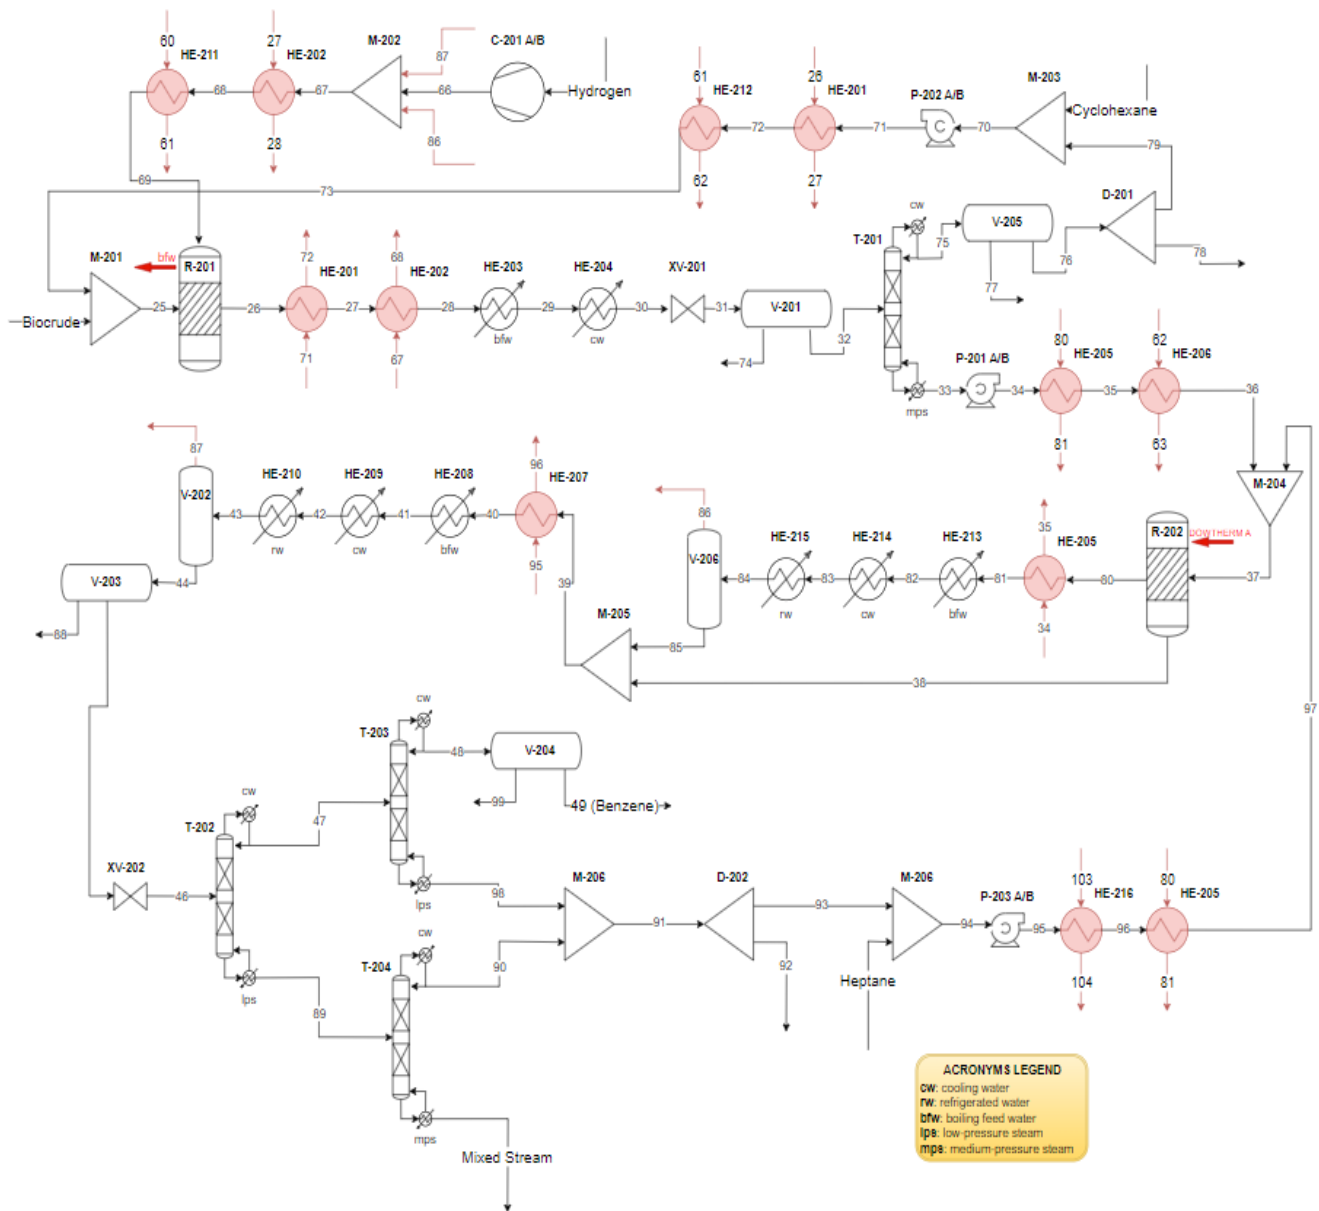 60
HE-211
27
HE-202
M-202
87
C-201 A/B
68
67
66
Hydrogen
61
28
86
69
61
HE-212
26
HE-201
P-202 A/B
M-203
Cyclohexane
72
71
70
79
62
27
73
D-201
M-201
bfw
R-201
72
HE-201
68
HE-202
HE-203
HE-204
XV-201
cw
V-205
T-201
75
76
78
77
Biocrude
25
26
27
28
29
30
31
V-201
32
bfw
cw
71
67
74
80
HE-205
62
HE-206
P-201 A/B
33
34
35
36
mps
81
63
87
V-202
HE-210
HE-209
HE-208
96
HE-207
43
42
41
40
rw
cw
bfw
95
39
86
V-206
HE-215
HE-214
HE-213
35
HE-205
R-202
DOWTHERM A
M-204
84
83
82
81
80
37
rw
cw
bfw
34
V-203
44
88
M-205
85
38
97
cw
T-203
48
V-204
99
49 (Benzene)
cw
T-202
47
XV-202
46
lps
98
M-206
D-202
M-206
103
HE-216
80
HE-205
P-203 A/B
91
93
94
95
96
lps
cw
T-204
90
92
Heptane
104
81
89
mps
Mixed Stream
ACRONYMS LEGEND
cw: cooling water
rw: refrigerated water
bfw: boiling feed water
lps: low-pressure steam
mps: medium-pressure steam